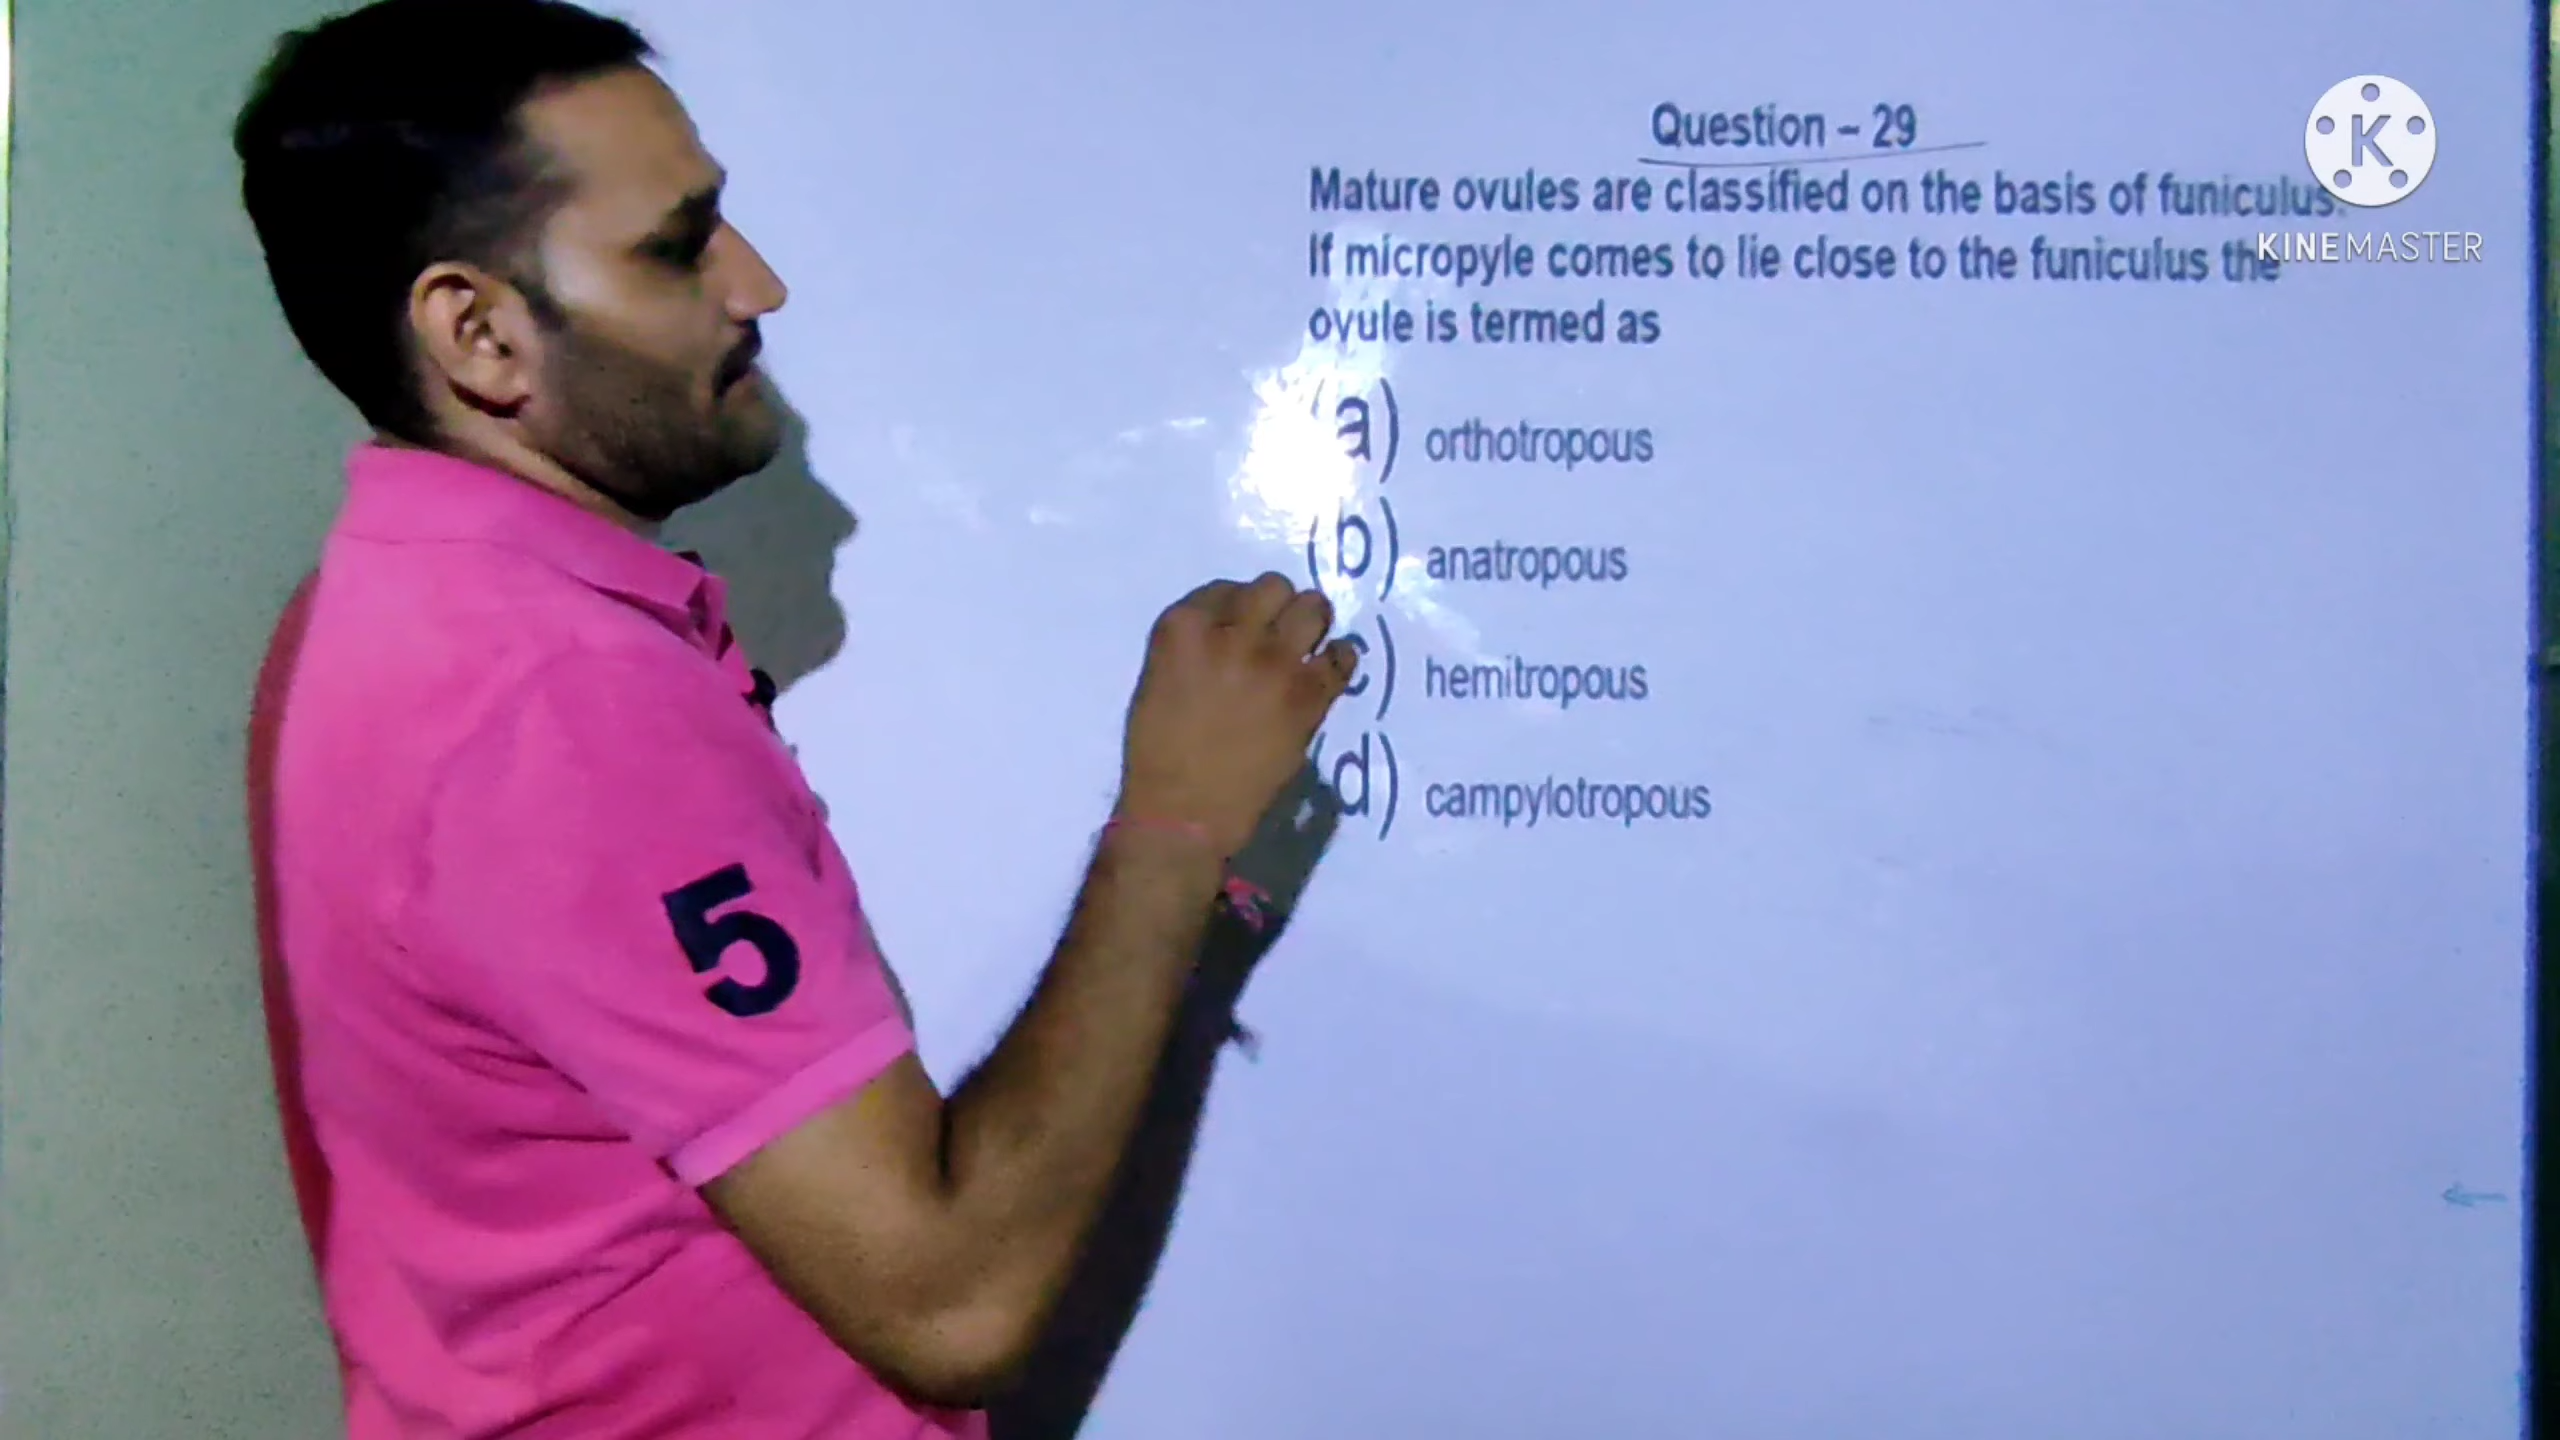 Question – 29
Mature ovules are classified on the basis of funiculus.
If micropyle comes to lie close to the funiculus the
ovule is termed as
(a) orthotropous
(b) anatropous
(c) hemitropous
(d) campylotropous
5
K
KINEMASTER